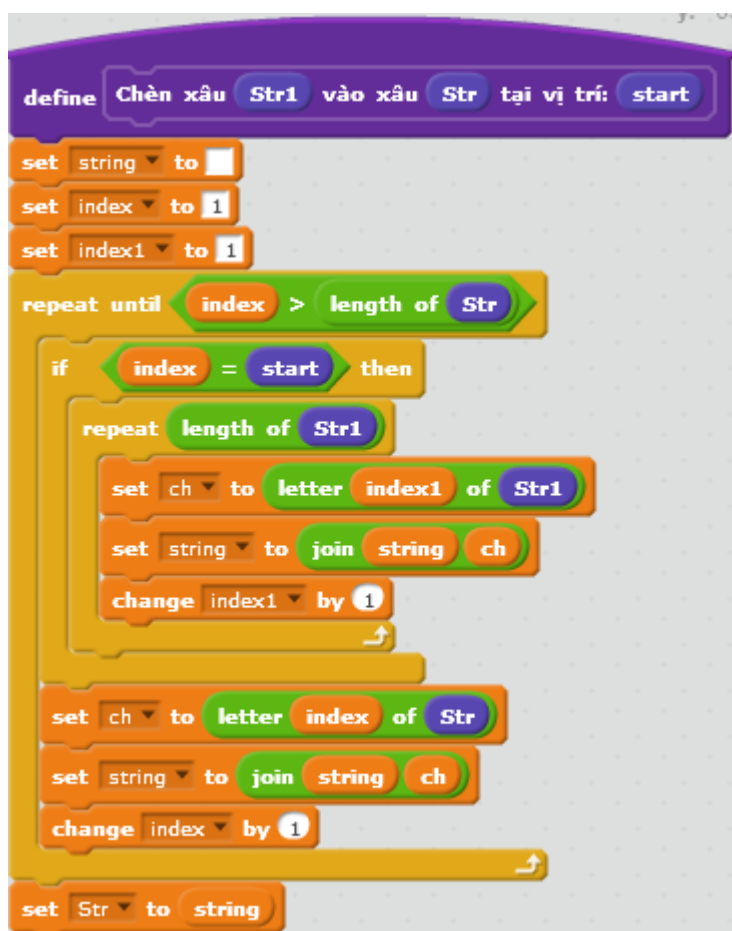 define Chèn xâu Str1 vào xâu Str tại vị trí: start
set string to
set index to 1
set index1 to 1
repeat until index > length of Str
if index = start then
repeat length of Str1
set ch to letter index1 of Str1
set string to join string ch
change index1 by 1
set ch to letter index of Str
set string to join string ch
change index by 1
set Str to string